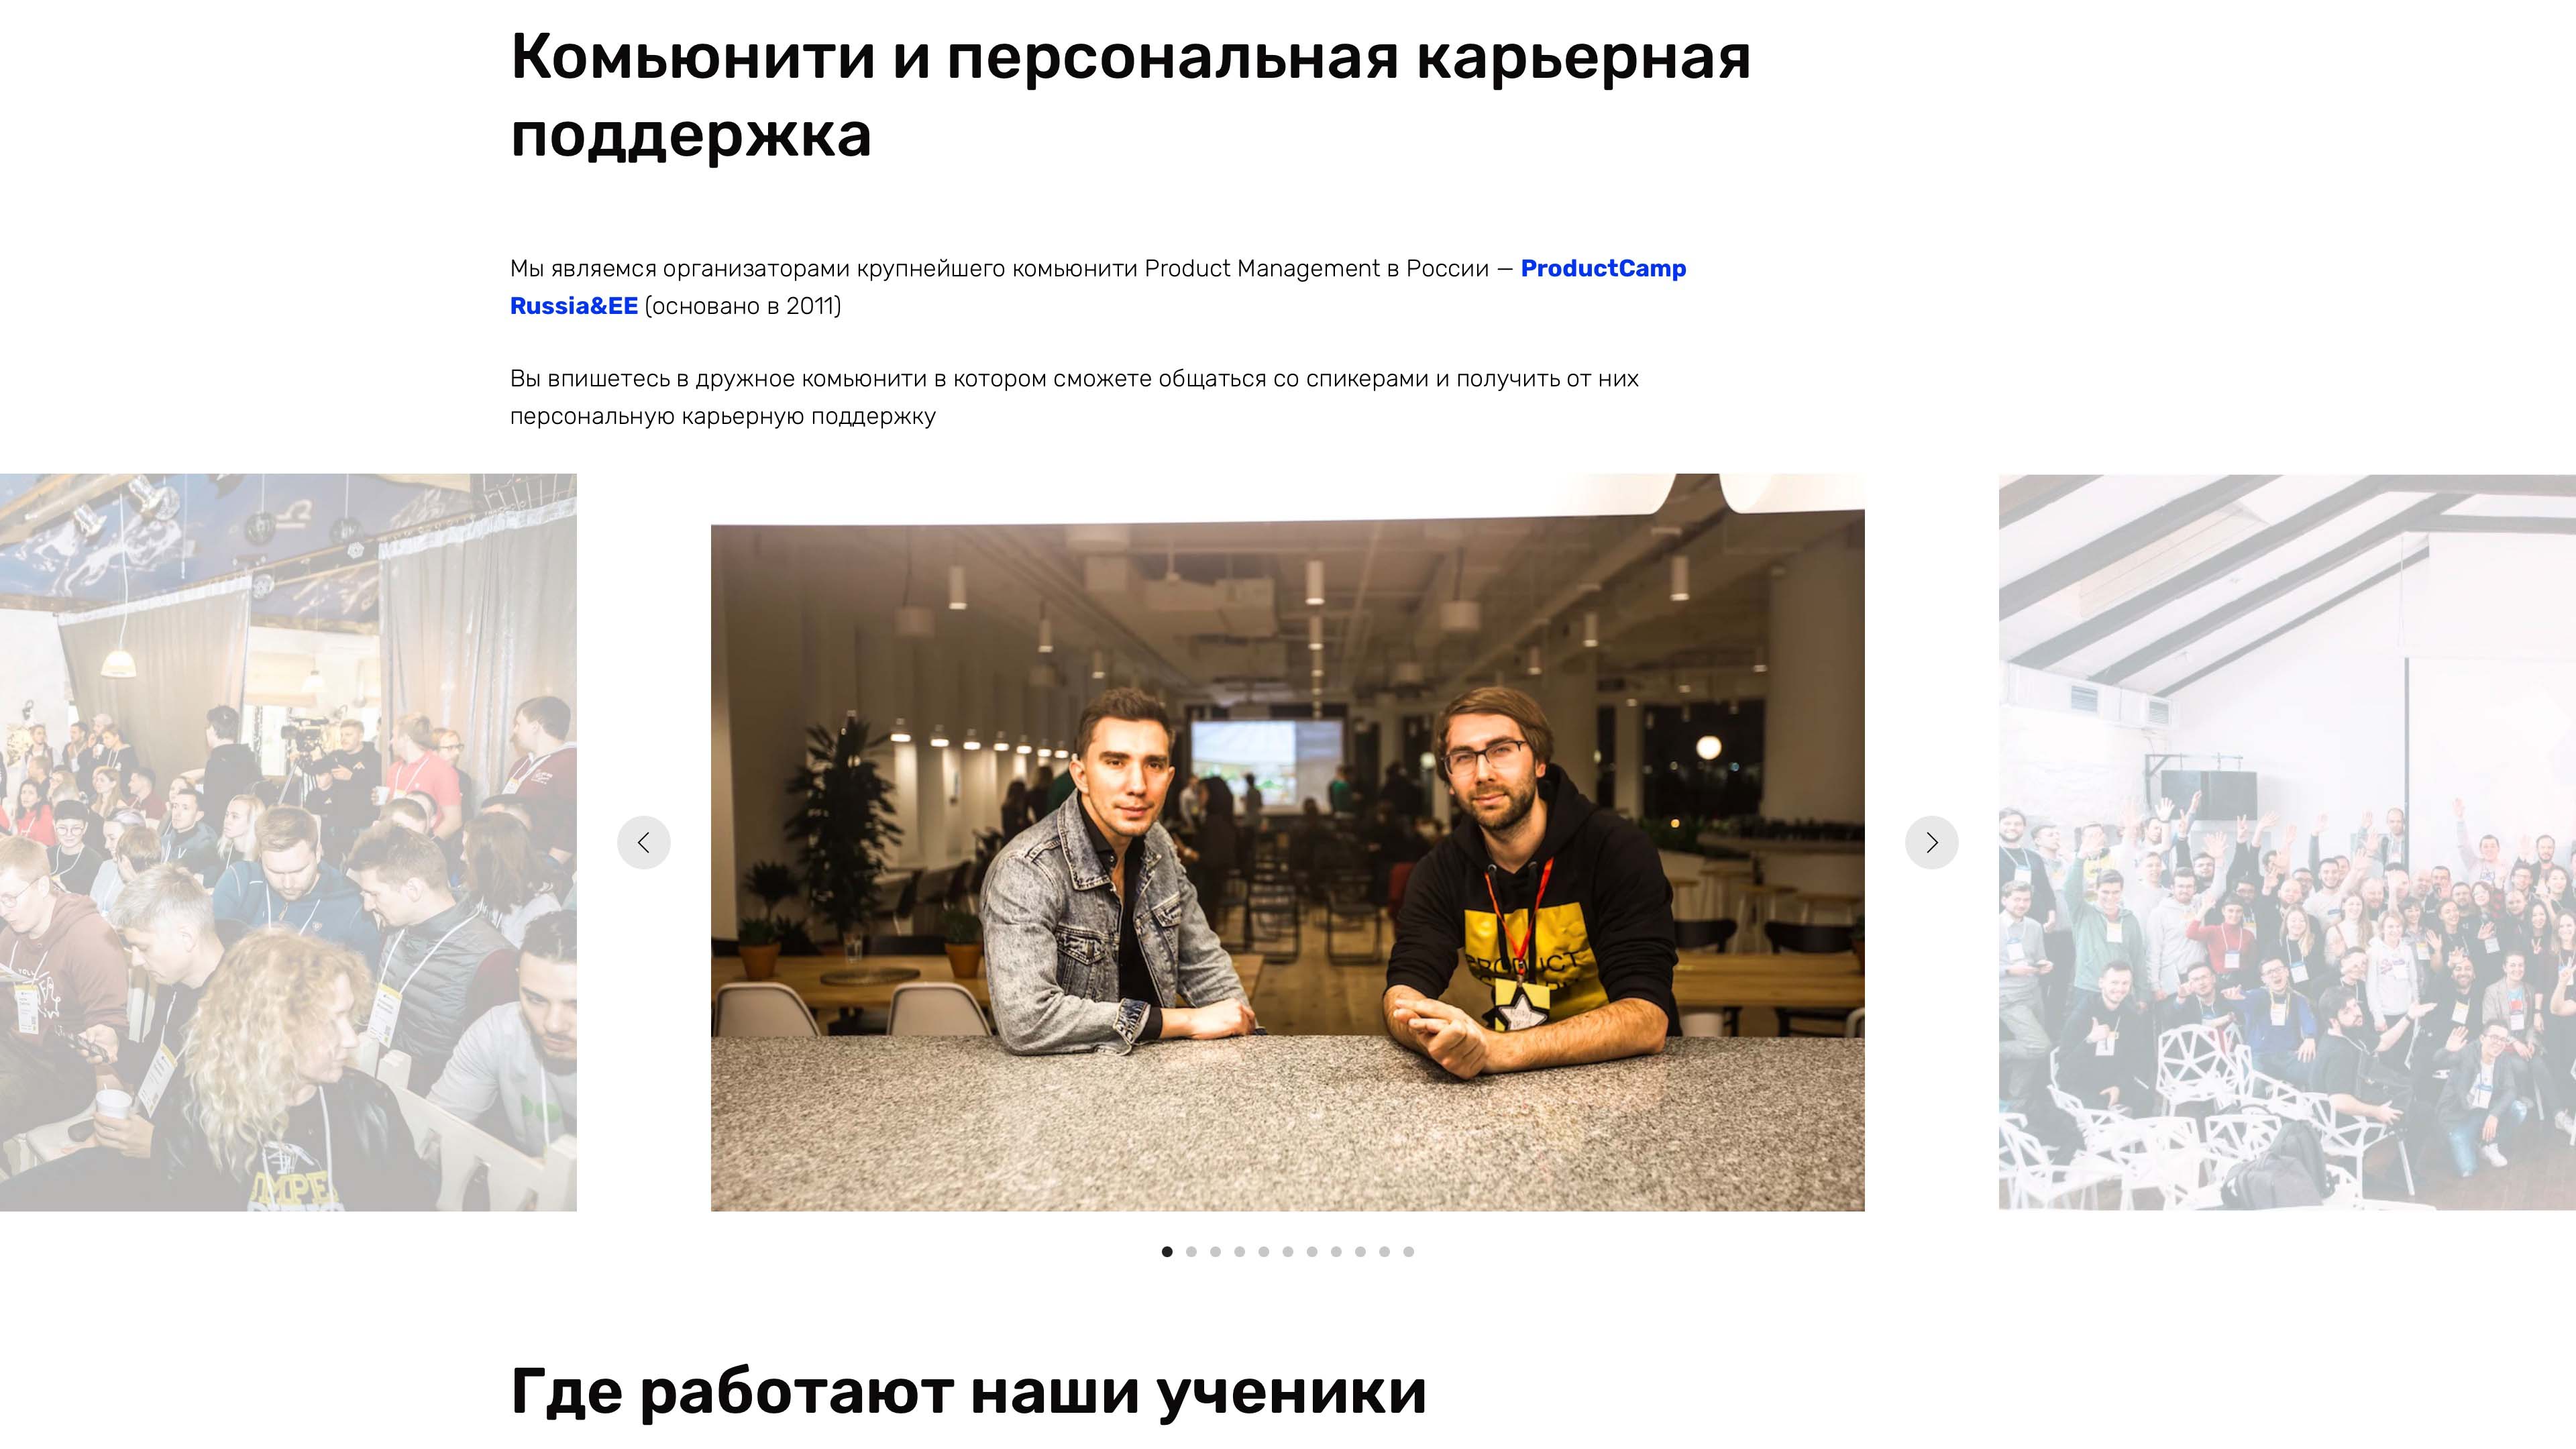 Комьюнити и персональная карьерная
поддержка
Мы являемся организаторами крупнейшего комьюнити Product Management в России — ProductCamp
Russia&EE (основано в 2011)
Вы впишетесь в дружное комьюнити в котором сможете общаться со спикерами и получить от них
персональную карьерную поддержку
PRODUCT
Где работают наши ученики